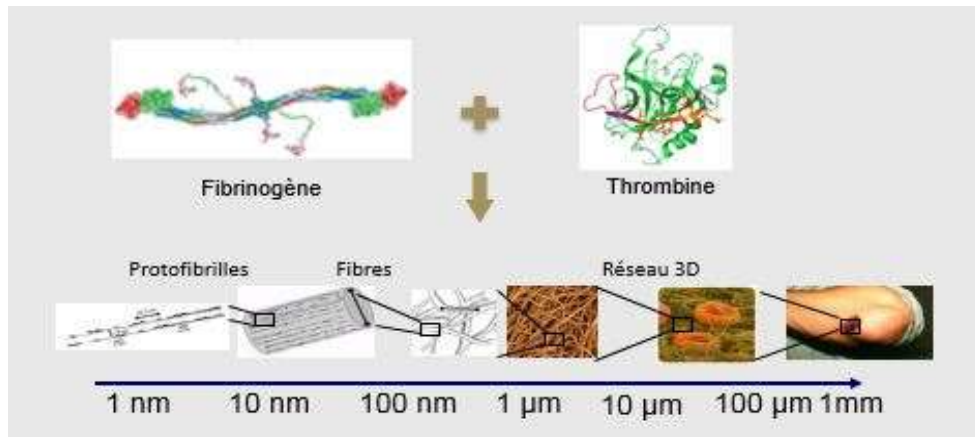 Fibrinogène
Thrombine
Protofibrilles Fibres Réseau 3D
1 nm 10 nm 100 nm 1 µm 10 µm 100 µm 1mm